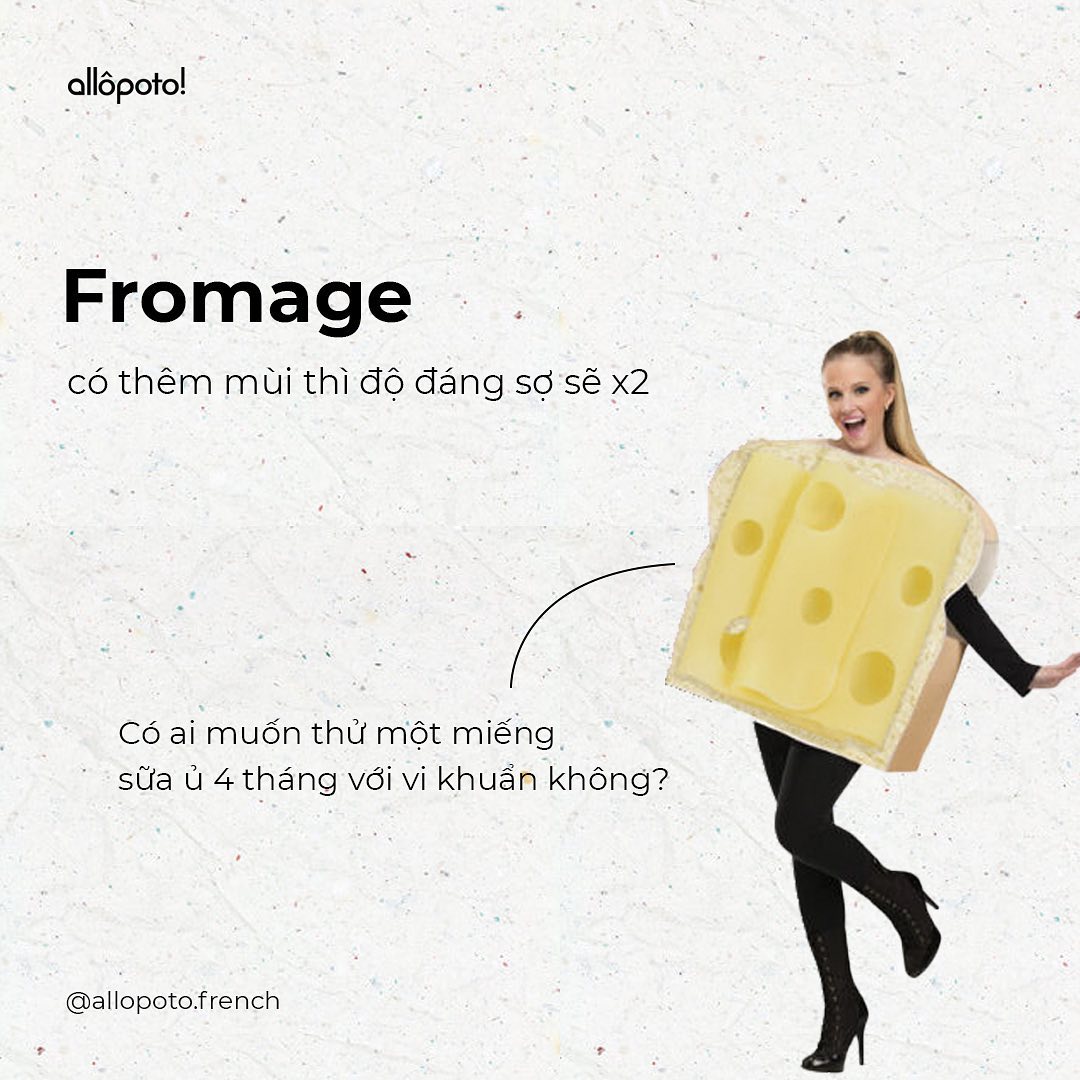 allôpoto!
Fromage
có thêm mùi thì độ đáng sợ sẽ x2
Có ai muốn thử một miếng
sữa ủ 4 tháng với vi khuẩn không?
@allopoto.french